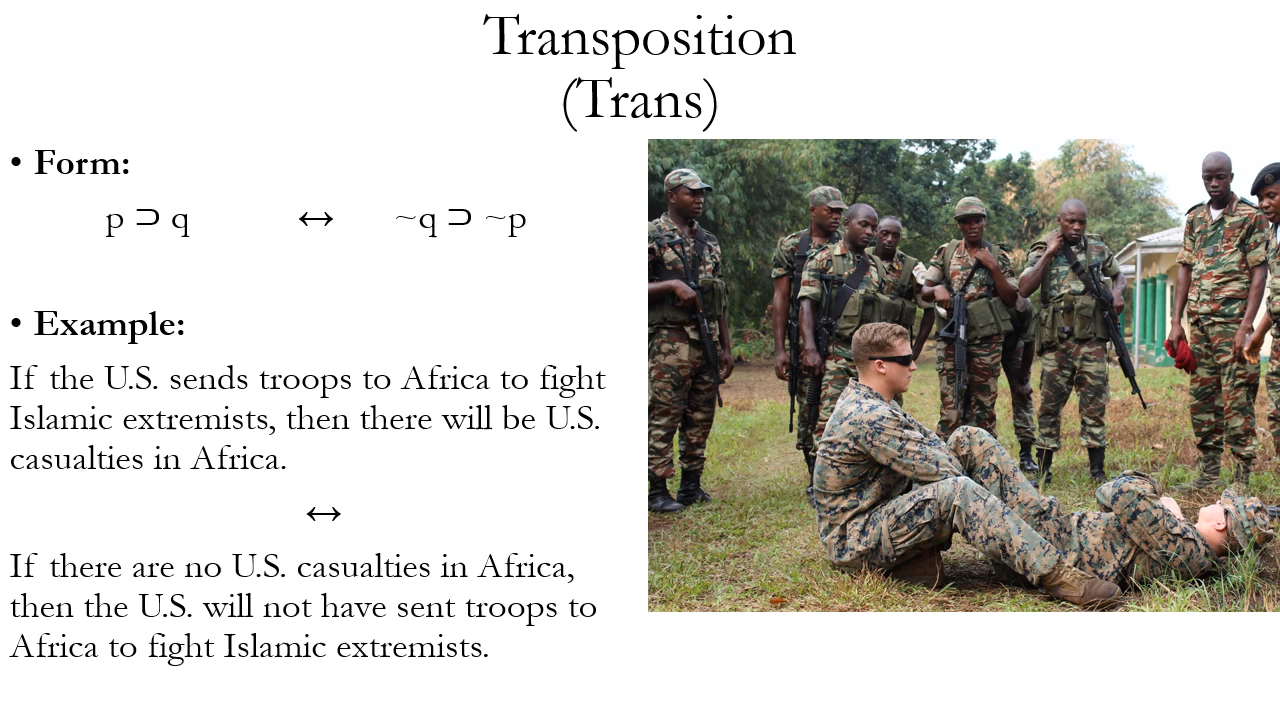 Transposition
(Trans)
• Form:
p ⊃ q ↔ ~q ⊃ ~p
• Example:
If the U.S. sends troops to Africa to fight
Islamic extremists, then there will be U.S.
casualties in Africa.
↔
If there are no U.S. casualties in Africa,
then the U.S. will not have sent troops to
Africa to fight Islamic extremists.